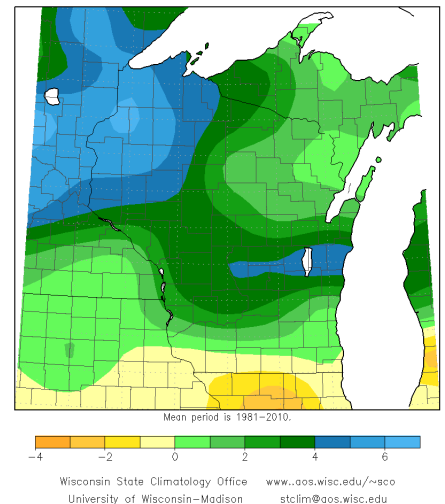 Mean period is 1981-2010.
-4 -2 0 2 4 6
Wisconsin State Climatology Office www.aos.wisc.edu/~sco
University of Wisconsin-Madison stclim@aos.wisc.edu